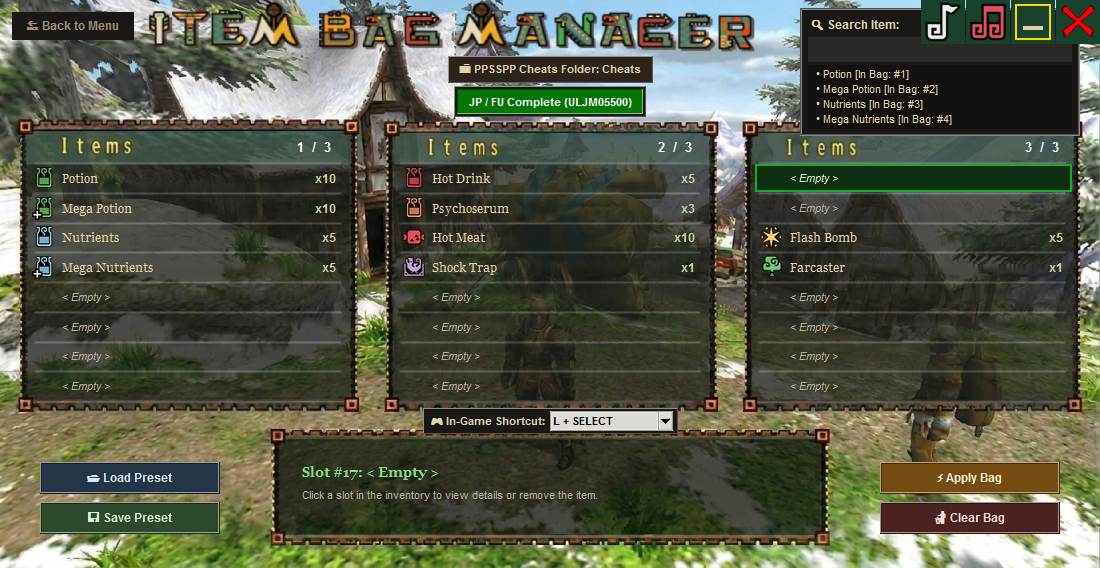 Back to Menu
ITEM BAG MANAGER
Search Item:
PPSSPP Cheats Folder: Cheats
JP / FU Complete (ULJM05500)
• Potion [In Bag: #1]
• Mega Potion [In Bag: #2]
• Nutrients [In Bag: #3]
• Mega Nutrients [In Bag: #4]
Items 1 / 3
Potion x10
Mega Potion x10
Nutrients x5
Mega Nutrients x5
< Empty >
< Empty >
< Empty >
< Empty >
Items 2 / 3
Hot Drink x5
Psychoserum x3
Hot Meat x10
Shock Trap x1
< Empty >
< Empty >
< Empty >
< Empty >
Items 3 / 3
< Empty >
< Empty >
Flash Bomb x5
Farcaster x1
< Empty >
< Empty >
< Empty >
< Empty >
In-Game Shortcut: L + SELECT
Load Preset
Save Preset
Slot #17: < Empty >
Click a slot in the inventory to view details or remove the item.
Apply Bag
Clear Bag